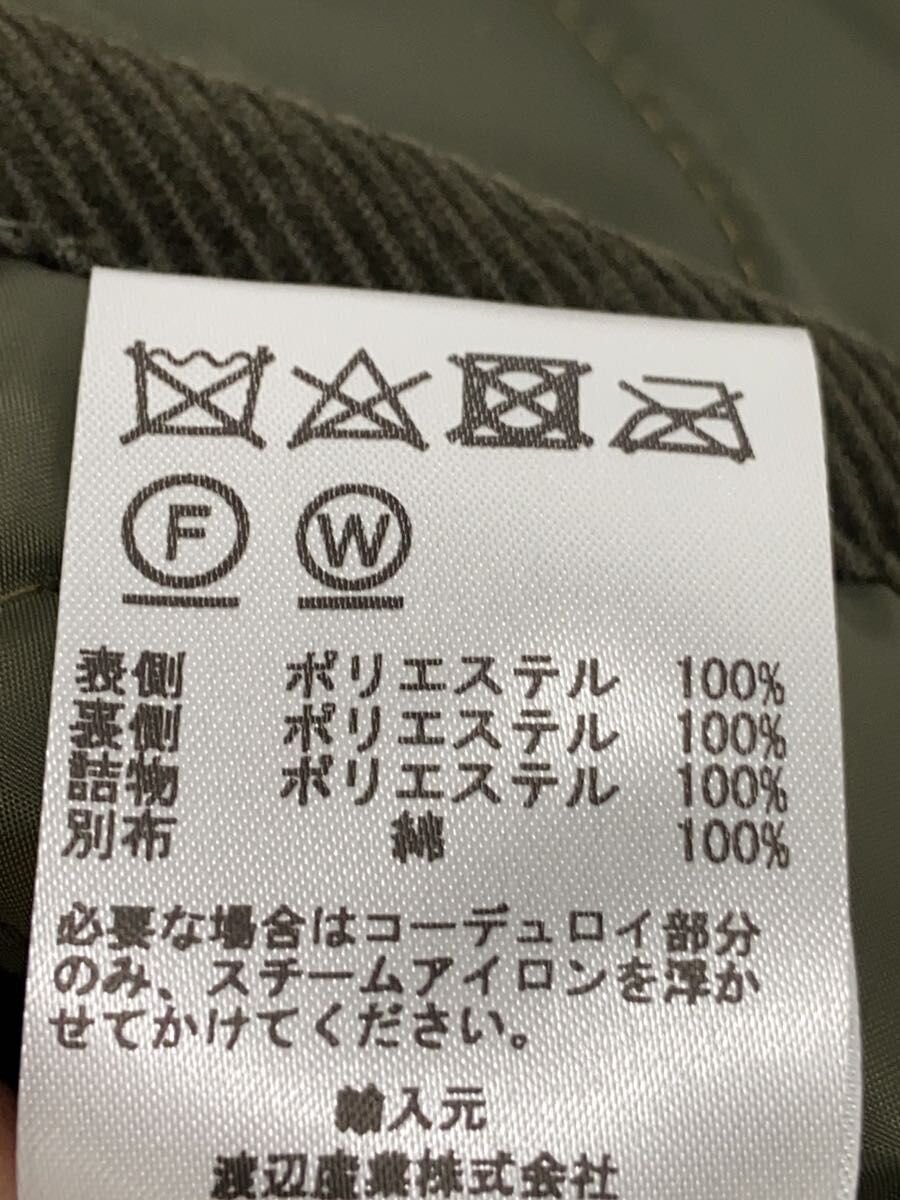 F W
表側 ポリエステル 100%
裏側 ポリエステル 100%
詰物 ポリエステル 100%
別布 綿 100%
必要な場合はコーデュロイ部分
のみ、スチームアイロンを浮か
せてかけてください。
輸入元
渡辺産業株式会社